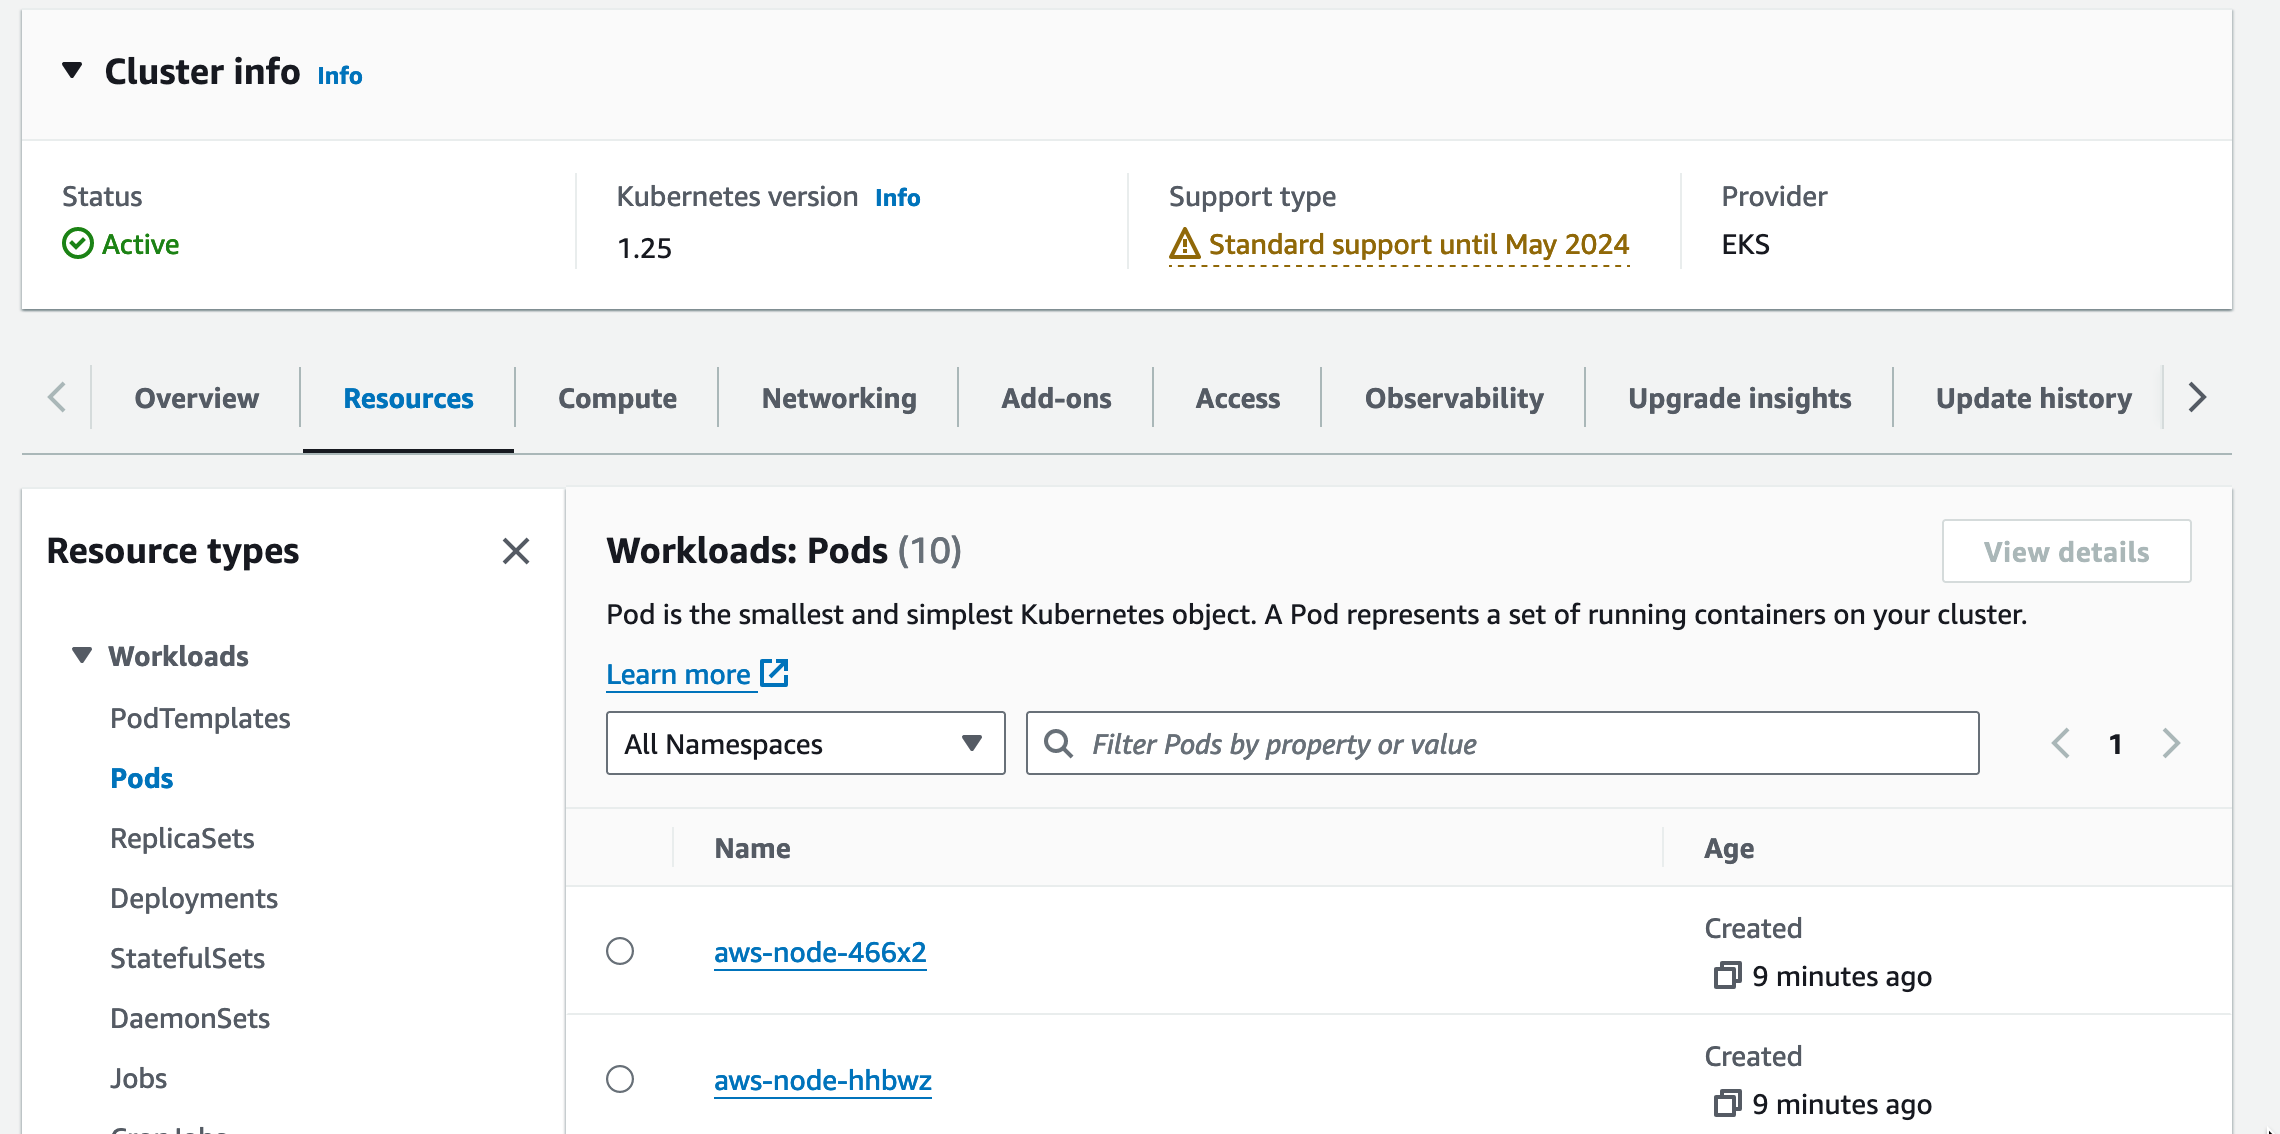 Cluster info Info
Status
Active
Kubernetes version Info
1.25
Support type
Standard support until May 2024
Provider
EKS
Overview
Resources
Compute
Networking
Add-ons
Access
Observability
Upgrade insights
Update history
Resource types
Workloads
PodTemplates
Pods
ReplicaSets
Deployments
StatefulSets
DaemonSets
Jobs
Workloads: Pods (10)
View details
Pod is the smallest and simplest Kubernetes object. A Pod represents a set of running containers on your cluster.
Learn more
All Namespaces
Filter Pods by property or value
1
Name
Age
aws-node-466x2
Created
9 minutes ago
aws-node-hhbwz
Created
9 minutes ago